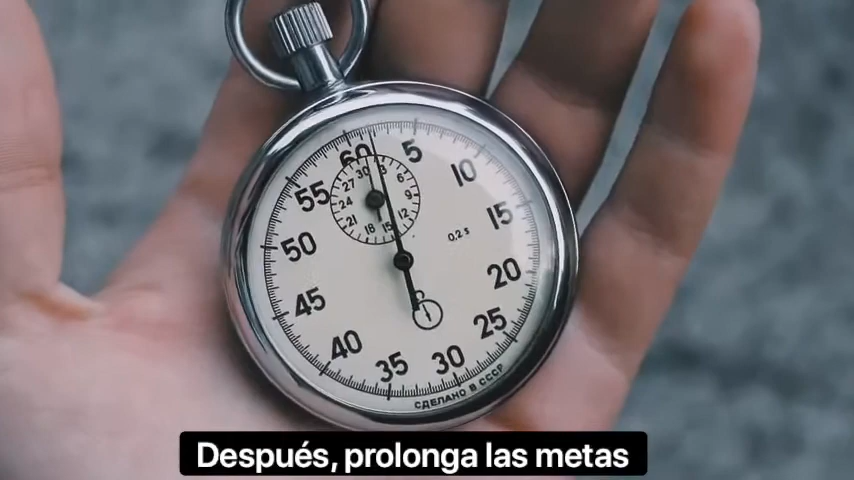 60 5 10 15 20 25 30 35 40 45 50 55
30 3 6 9 12 15 18 21 24 27
0,2 s
СДЕЛАНО В СССР
Después, prolonga las metas